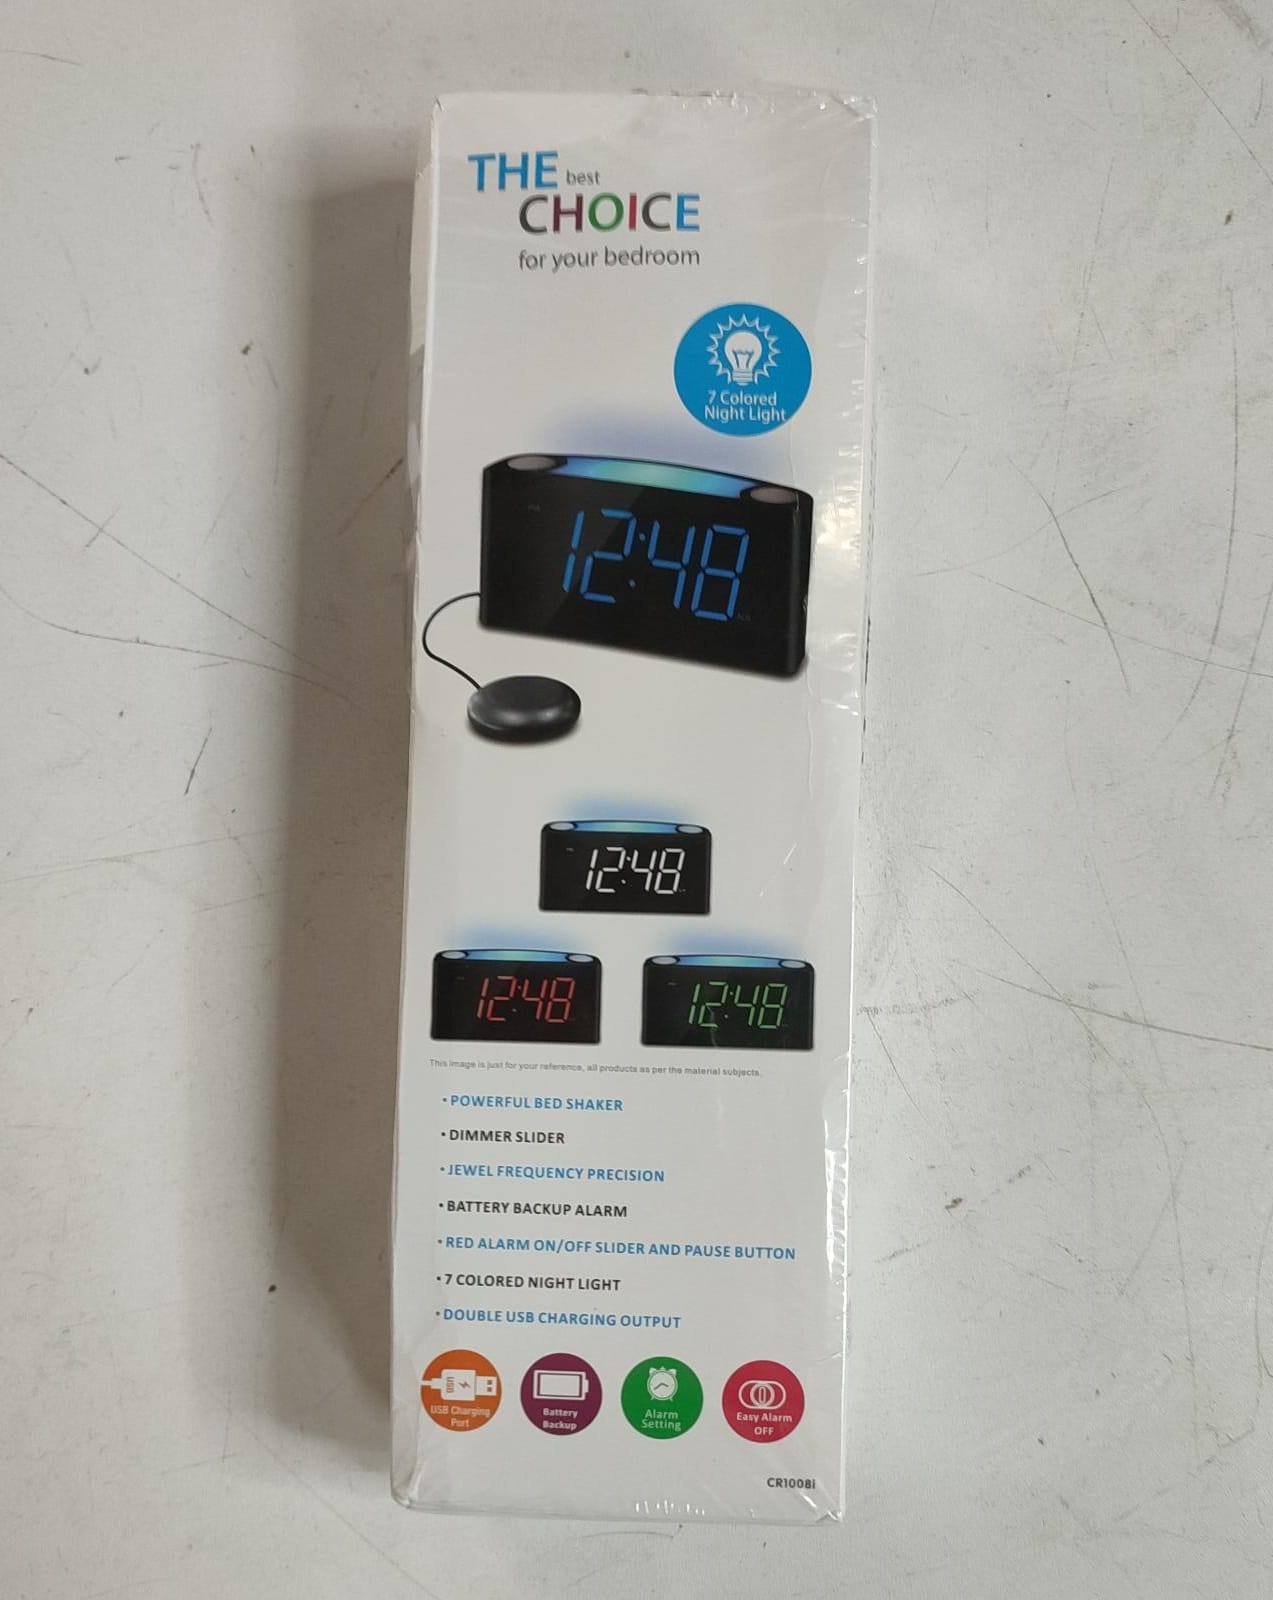 THE best
CHOICE
for your bedroom
7 Colored
Night Light
12:48
12:48
12:48
12:48
This image is just for your reference, all products as per the material subjects.
• POWERFUL BED SHAKER
• DIMMER SLIDER
• JEWEL FREQUENCY PRECISION
• BATTERY BACKUP ALARM
• RED ALARM ON/OFF SLIDER AND PAUSE BUTTON
• 7 COLORED NIGHT LIGHT
• DOUBLE USB CHARGING OUTPUT
USB
USB Charging
Port
Battery
Backup
Alarm
Setting
Easy Alarm
OFF
CR1008i